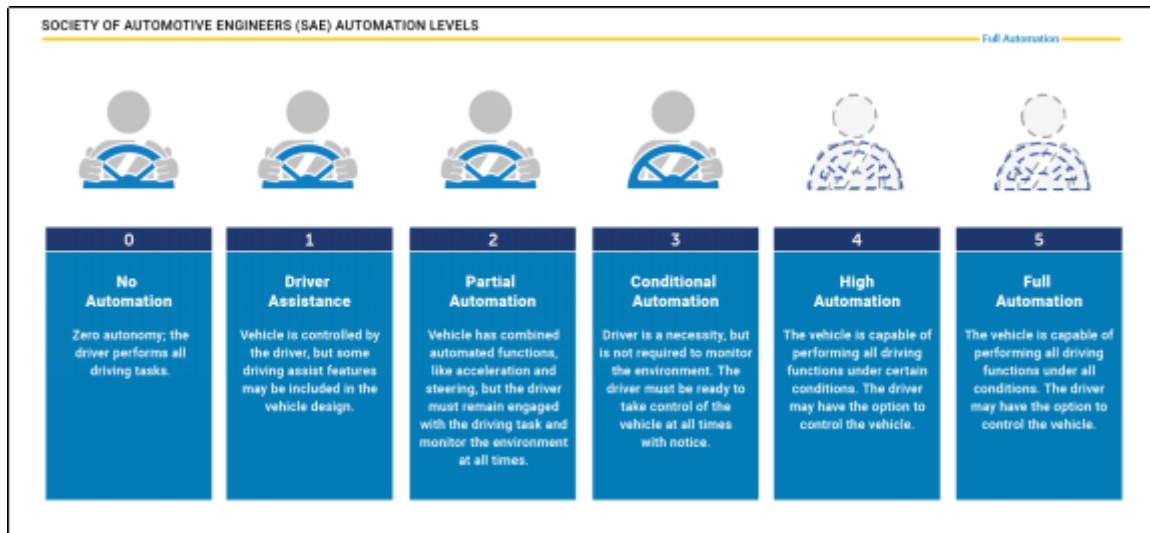 SOCIETY OF AUTOMOTIVE ENGINEERS (SAE) AUTOMATION LEVELS
Full Automation
0
No
Automation
Zero autonomy; the
driver performs all
driving tasks.
1
Driver
Assistance
Vehicle is controlled by
the driver, but some
driving assist features
may be included in the
vehicle design.
2
Partial
Automation
Vehicle has combined
automated functions,
like acceleration and
steering, but the driver
must remain engaged
with the driving task and
monitor the environment
at all times.
3
Conditional
Automation
Driver is a necessity, but
is not required to monitor
the environment. The
driver must be ready to
take control of the
vehicle at all times
with notice.
4
High
Automation
The vehicle is capable of
performing all driving
functions under certain
conditions. The driver
may have the option to
control the vehicle.
5
Full
Automation
The vehicle is capable of
performing all driving
functions under all
conditions. The driver
may have the option to
control the vehicle.